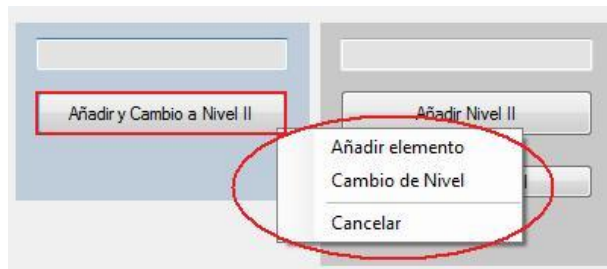 Añadir y Cambio a Nivel II
Añadir Nivel II
Añadir elemento
Cambio de Nivel
Cancelar